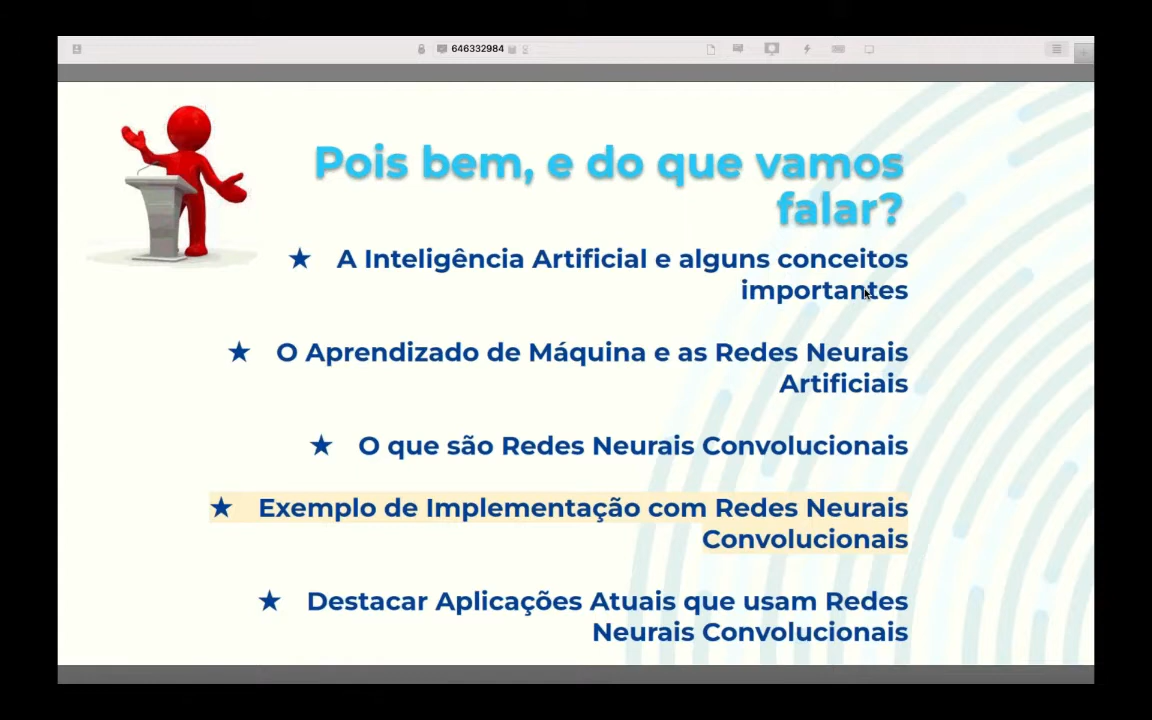 646332984
Pois bem, e do que vamos
falar?
★ A Inteligência Artificial e alguns conceitos
importantes
★ O Aprendizado de Máquina e as Redes Neurais
Artificiais
★ O que são Redes Neurais Convolucionais
★ Exemplo de Implementação com Redes Neurais
Convolucionais
★ Destacar Aplicações Atuais que usam Redes
Neurais Convolucionais